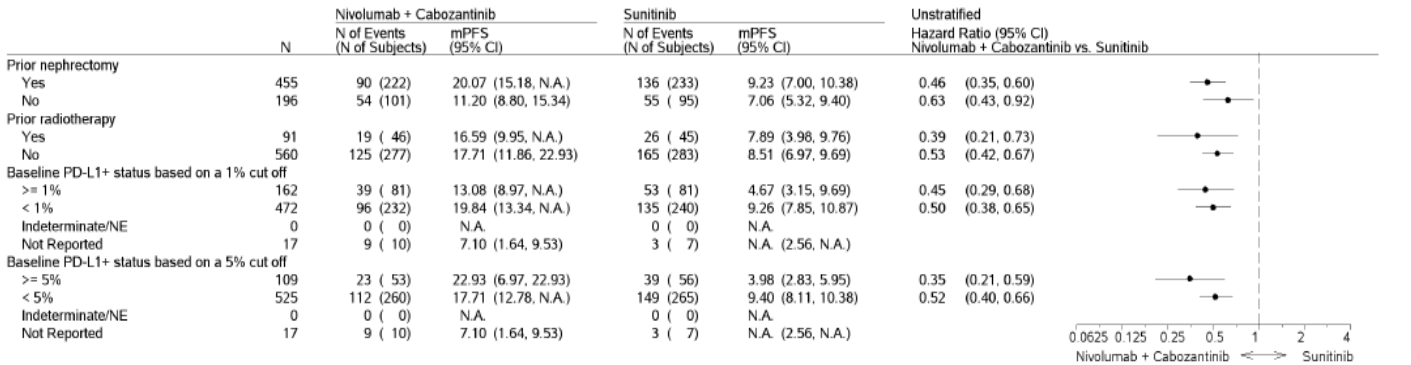 Nivolumab + Cabozantinib Sunitinib Unstratified
N of Events mPFS N of Events mPFS Hazard Ratio (95% CI)
N (N of Subjects) (95% CI) (N of Subjects) (95% CI) Nivolumab + Cabozantinib vs. Sunitinib
Prior nephrectomy
Yes 455 90 (222) 20.07 (15.18, N.A.) 136 (233) 9.23 (7.00, 10.38) 0.46 (0.35, 0.60)
No 196 54 (101) 11.20 (8.80, 15.34) 55 ( 95) 7.06 (5.32, 9.40) 0.63 (0.43, 0.92)
Prior radiotherapy
Yes 91 19 ( 46) 16.59 (9.95, N.A.) 26 ( 45) 7.89 (3.98, 9.76) 0.39 (0.21, 0.73)
No 560 125 (277) 17.71 (11.86, 22.93) 165 (283) 8.51 (6.97, 9.69) 0.53 (0.42, 0.67)
Baseline PD-L1+ status based on a 1% cut off
>= 1% 162 39 ( 81) 13.08 (8.97, N.A.) 53 ( 81) 4.67 (3.15, 9.69) 0.45 (0.29, 0.68)
< 1% 472 96 (232) 19.84 (13.34, N.A.) 135 (240) 9.26 (7.85, 10.87) 0.50 (0.38, 0.65)
Indeterminate/NE 0 0 ( 0) N.A. 0 ( 0) N.A.
Not Reported 17 9 ( 10) 7.10 (1.64, 9.53) 3 ( 7) N.A. (2.56, N.A.)
Baseline PD-L1+ status based on a 5% cut off
>= 5% 109 23 ( 53) 22.93 (6.97, 22.93) 39 ( 56) 3.98 (2.83, 5.95) 0.35 (0.21, 0.59)
< 5% 525 112 (260) 17.71 (12.78, N.A.) 149 (265) 9.40 (8.11, 10.38) 0.52 (0.40, 0.66)
Indeterminate/NE 0 0 ( 0) N.A. 0 ( 0) N.A.
Not Reported 17 9 ( 10) 7.10 (1.64, 9.53) 3 ( 7) N.A. (2.56, N.A.)
0.0625 0.125 0.25 0.5 1 2 4
Nivolumab + Cabozantinib <—> Sunitinib